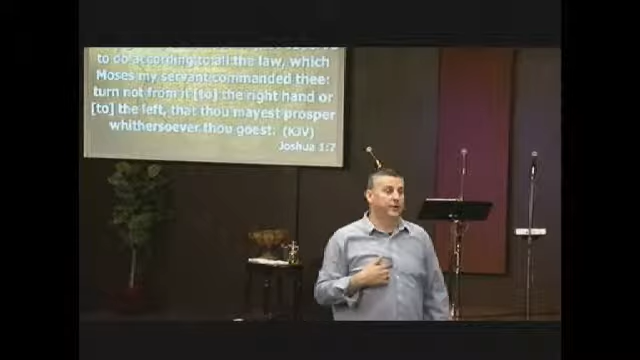 to do according to all the law, which
Moses my servant commanded thee:
turn not from it [to] the right hand or
[to] the left, that thou mayest prosper
whithersoever thou goest. (KJV)
Joshua 1:7